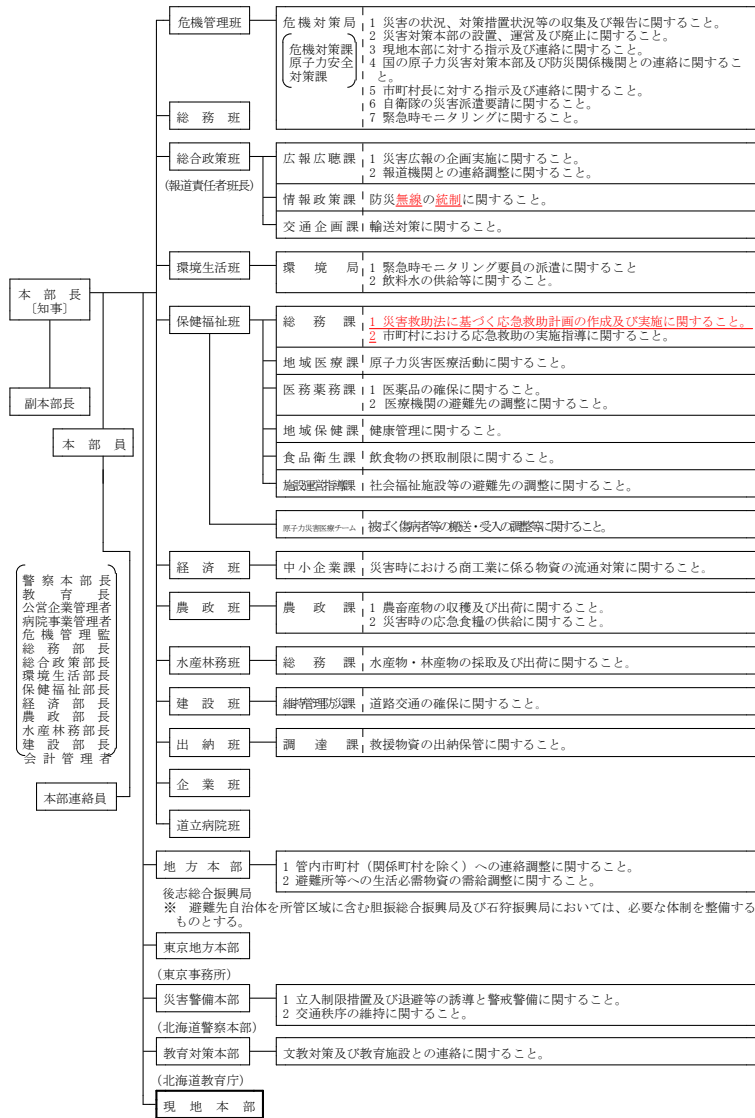 危機管理班
危機対策局
危機対策課
原子力安全
対策課
1 災害の状況、対策措置状況等の収集及び報告に関すること。
2 災害対策本部の設置、運営及び廃止に関すること。
3 現地本部に対する指示及び連絡に関すること。
4 国の原子力災害対策本部及び防災関係機関との連絡に関するこ
と。
5 市町村長に対する指示及び連絡に関すること。
6 自衛隊の災害派遣要請に関すること。
7 緊急時モニタリングに関すること。
総務班
総合政策班
(報道責任者班長)
広報広聴課
1 災害広報の企画実施に関すること。
2 報道機関との連絡調整に関すること。
情報政策課 防災無線の統制に関すること。
交通企画課 輸送対策に関すること。
環境生活班
環境局
1 緊急時モニタリング要員の派遣に関すること
2 飲料水の供給等に関すること。
本部長
〔知事〕
副本部長
本部員
保健福祉班
総務課
1 災害救助法に基づく応急救助計画の作成及び実施に関すること。
2 市町村における応急救助の実施指導に関すること。
地域医療課 原子力災害医療活動に関すること。
医務薬務課
1 医薬品の確保に関すること。
2 医療機関の避難先の調整に関すること。
地域保健課 健康管理に関すること。
食品衛生課 飲食物の摂取制限に関すること。
施設運営指導課 社会福祉施設等の避難先の調整に関すること。
原子力災害医療チーム 被ばく傷病者等の搬送・受入の調整等に関すること。
経済班 中小企業課 災害時における商工業に係る物資の流通対策に関すること。
農政班 農政課
1 農畜産物の収穫及び出荷に関すること。
2 災害時の応急食糧の供給に関すること。
水産林務班 総務課 水産物・林産物の採取及び出荷に関すること。
建設班 維持管理防災課 道路交通の確保に関すること。
出納班 調達課 救援物資の出納保管に関すること。
企業班
道立病院班
警察本部長
教育長
公営企業管理者
病院事業管理者
危機管理監
総務部長
総合政策部長
環境生活部長
保健福祉部長
経済部長
農政部長
水産林務部長
建設部長
会計管理者
本部連絡員
地方本部
1 管内市町村（関係町村を除く）への連絡調整に関すること。
2 避難所等への生活必需物資の需給調整に関すること。
後志総合振興局
※ 避難先自治体を所管区域に含む胆振総合振興局及び石狩振興局においては、必要な体制を整備する
ものとする。
東京地方本部
(東京事務所)
災害警備本部
1 立入制限措置及び退避等の誘導と警戒警備に関すること。
2 交通秩序の維持に関すること。
(北海道警察本部)
教育対策本部 文教対策及び教育施設との連絡に関すること。
(北海道教育庁)
現地本部